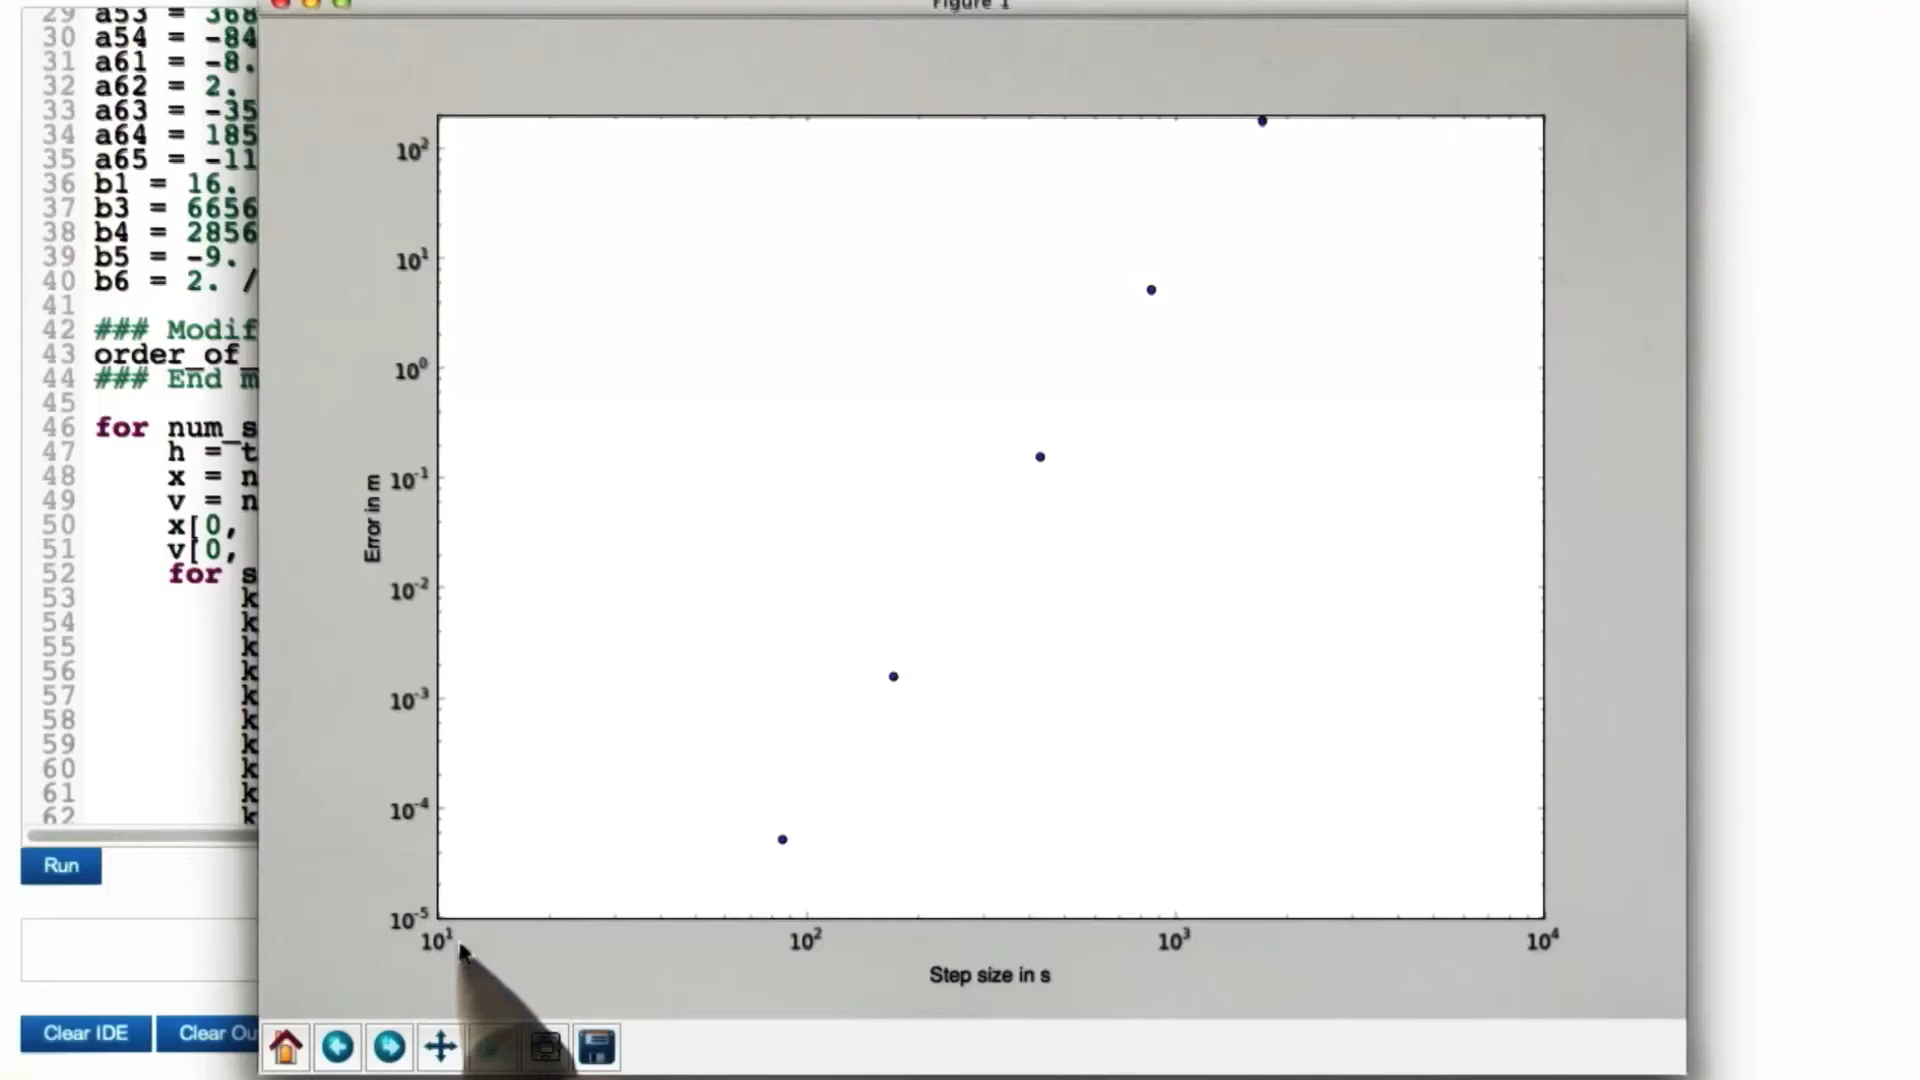 29 a53 = 368
30 a54 = -84
31 a61 = -8.
32 a62 = 2.
33 a63 = -35
34 a64 = 185
35 a65 = -11
36 b1 = 16.
37 b3 = 6656
38 b4 = 2856
39 b5 = -9.
40 b6 = 2. /
41
42 ### Modif
43 order_of_
44 ### End m
45
46 for num_s
47 h = t
48 x = n
49 v = n
50 x[0,
51 v[0,
52 for s
53 k
54 k
55 k
56 k
57 k
58 k
59 k
60 k
61 k
62 k
Run
Clear IDE
Clear Ou
Figure 1
10²
10¹
10⁰
10⁻¹
10⁻²
10⁻³
10⁻⁴
10⁻⁵
Error in m
10¹ 10² 10³ 10⁴
Step size in s